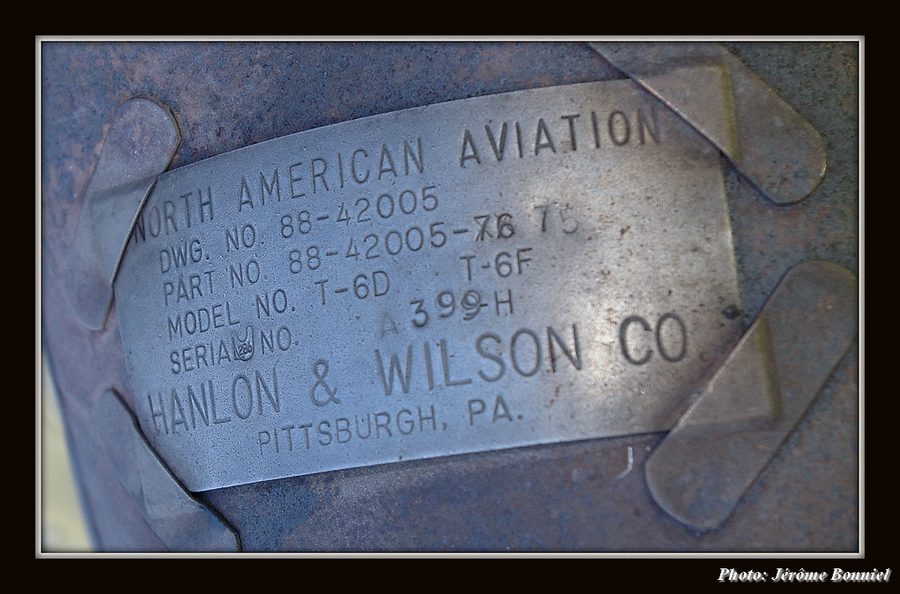 NORTH AMERICAN AVIATION
DWG. NO. 88-42005
PART NO. 88-42005-76 75
MODEL NO. T-6D T-6F
SERIAL NO. A 399-H
HANLON & WILSON CO
PITTSBURGH, PA.
Photo: Jérôme Bonniel